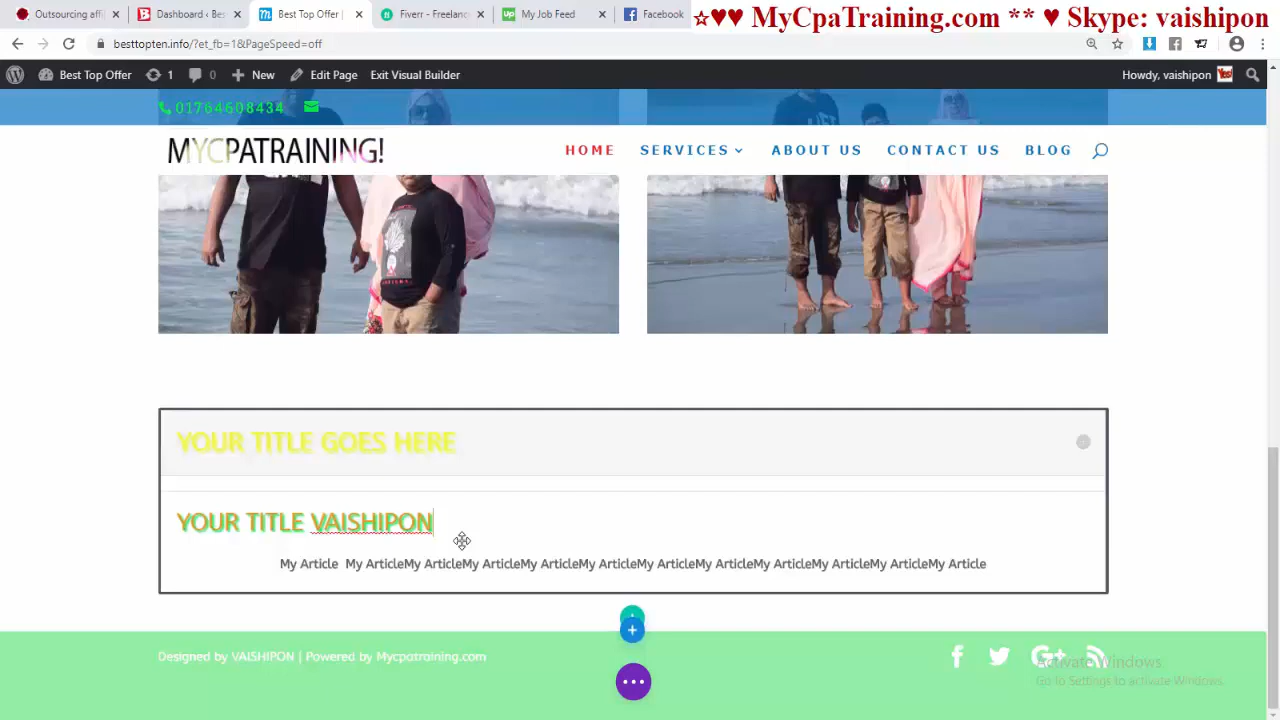 Outsourcing affi
Dashboard ‹ Bes
Best Top Offer |
Fiverr - Freelanc
My Job Feed
Facebook
☆♥♥ MyCpaTraining.com ** ♥ Skype: vaishipon
besttopten.info/?et_fb=1&PageSpeed=off
Best Top Offer 1 0 New Edit Page Exit Visual Builder Howdy, vaishipon
01764608434
MYCPATRAINING!
HOME SERVICES ABOUT US CONTACT US BLOG
LIST
YOUR TITLE GOES HERE
YOUR TITLE VAISHIPON
My Article  My ArticleMy ArticleMy ArticleMy ArticleMy ArticleMy ArticleMy ArticleMy ArticleMy ArticleMy ArticleMy Article
Designed by VAISHIPON | Powered by Mycpatraining.com
Activate Windows
Go to Settings to activate Windows.